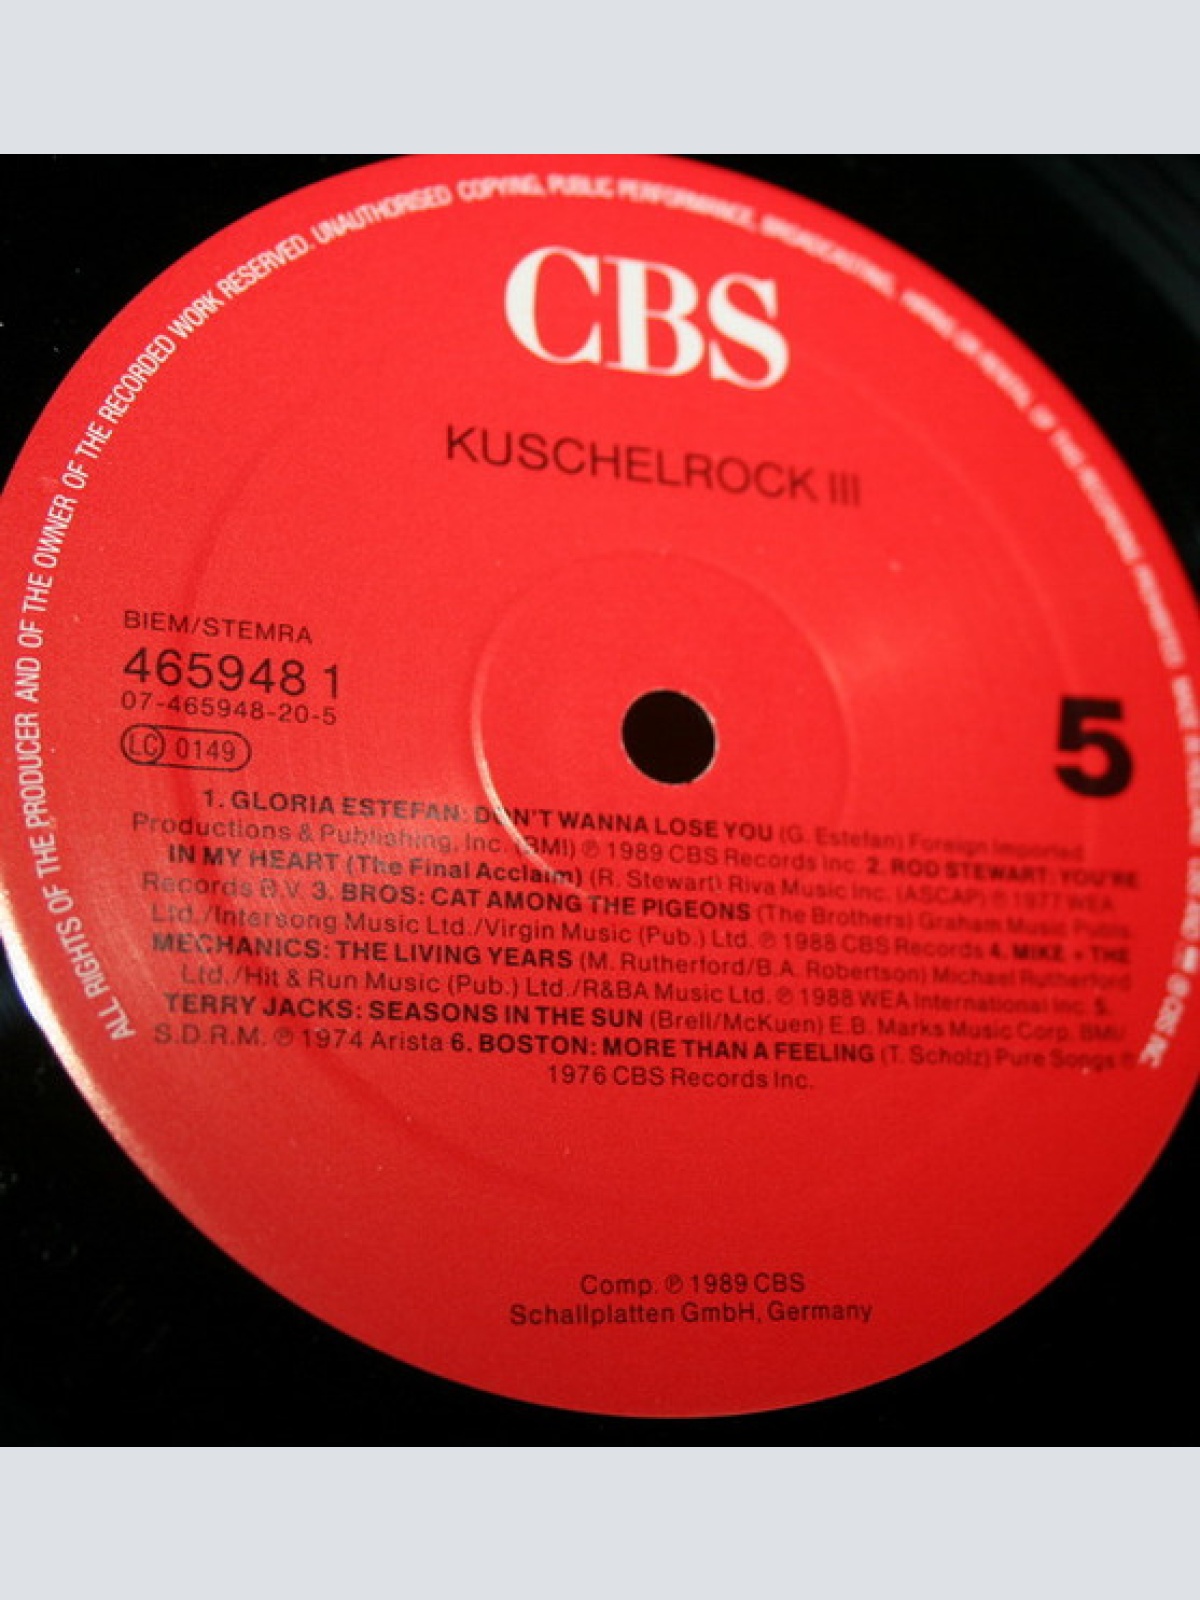 ALL RIGHTS OF THE PRODUCER AND OF THE OWNER OF THE RECORDED WORK RESERVED. UNAUTHORISED COPYING, PUBLIC PERFORMANCE, BROADCASTING, HIRING OR RENTAL OF THIS RECORDING PROHIBITED.
CBS
KUSCHELROCK III
BIEM/STEMRA
465948 1
07-465948-20-5
LC 0149
5
1. GLORIA ESTEFAN: DON'T WANNA LOSE YOU (G. Estefan) Foreign Imported
Productions & Publishing, Inc. (BMI) ℗ 1989 CBS Records Inc. 2. ROD STEWART: YOU'RE
IN MY HEART (The Final Acclaim) (R. Stewart) Riva Music Inc. (ASCAP) ℗ 1977 WEA
Records B.V. 3. BROS: CAT AMONG THE PIGEONS (The Brothers) Graham Music Publs.
Ltd./Intersong Music Ltd./Virgin Music (Pub.) Ltd. ℗ 1988 CBS Records 4. MIKE + THE
MECHANICS: THE LIVING YEARS (M. Rutherford/B.A. Robertson) Michael Rutherford
Ltd./Hit & Run Music (Pub.) Ltd./R&BA Music Ltd. ℗ 1988 WEA International Inc. 5.
TERRY JACKS: SEASONS IN THE SUN (Brell/McKuen) E.B. Marks Music Corp. BMI/
S.D.R.M. ℗ 1974 Arista 6. BOSTON: MORE THAN A FEELING (T. Scholz) Pure Songs ℗
1976 CBS Records Inc.
Comp. ℗ 1989 CBS
Schallplatten GmbH, Germany